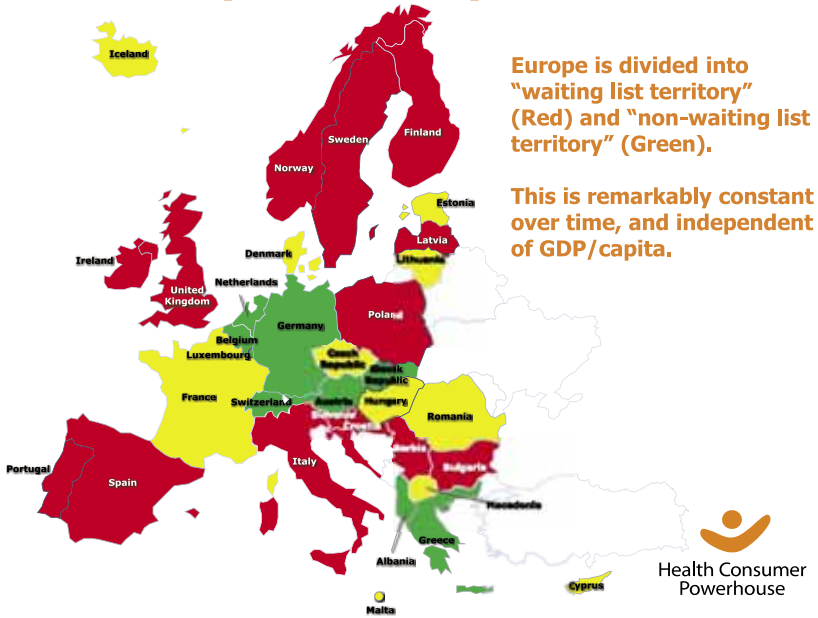 Iceland
Europe is divided into
“waiting list territory”
(Red) and “non-waiting list
territory” (Green).
This is remarkably constant
over time, and independent
of GDP/capita.
Finland
Sweden
Norway
Estonia
Latvia
Lithuania
Denmark
Ireland
Netherlands
United
Kingdom
Poland
Germany
Belgium
Luxembourg
Czech
Republic
Slovak
Republic
France
Switzerland
Austria
Hungary
Romania
Croatia
Italy
Serbia
Bulgaria
Portugal
Spain
Macedonia
Greece
Albania
Health Consumer
Powerhouse
Cyprus
Malta